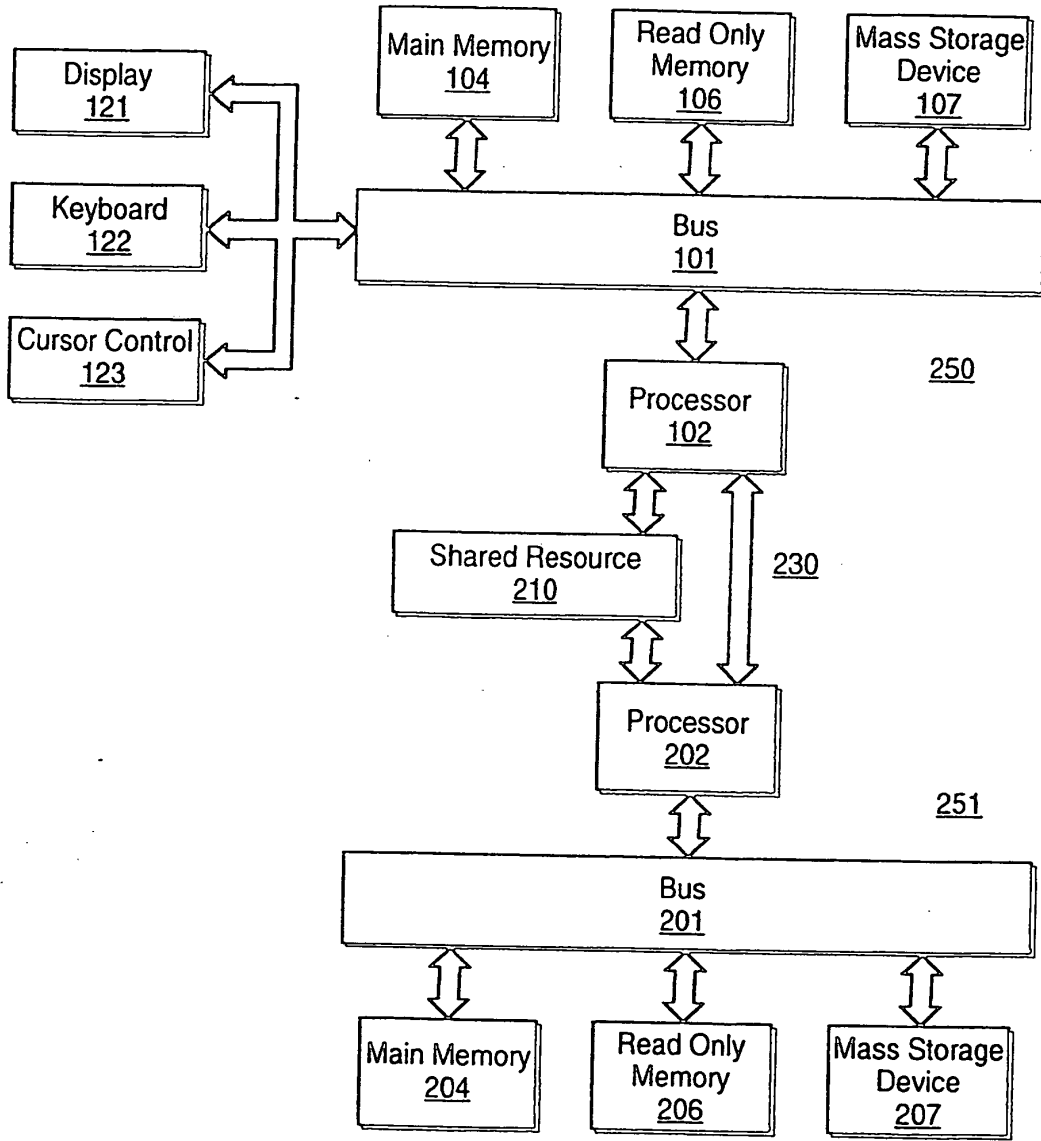 Main Memory
104
Read Only
Memory
106
Mass Storage
Device
107
Display
121
Keyboard
122
Cursor Control
123
Bus
101
250
Processor
102
Shared Resource
210
230
Processor
202
251
Bus
201
Main Memory
204
Read Only
Memory
206
Mass Storage
Device
207